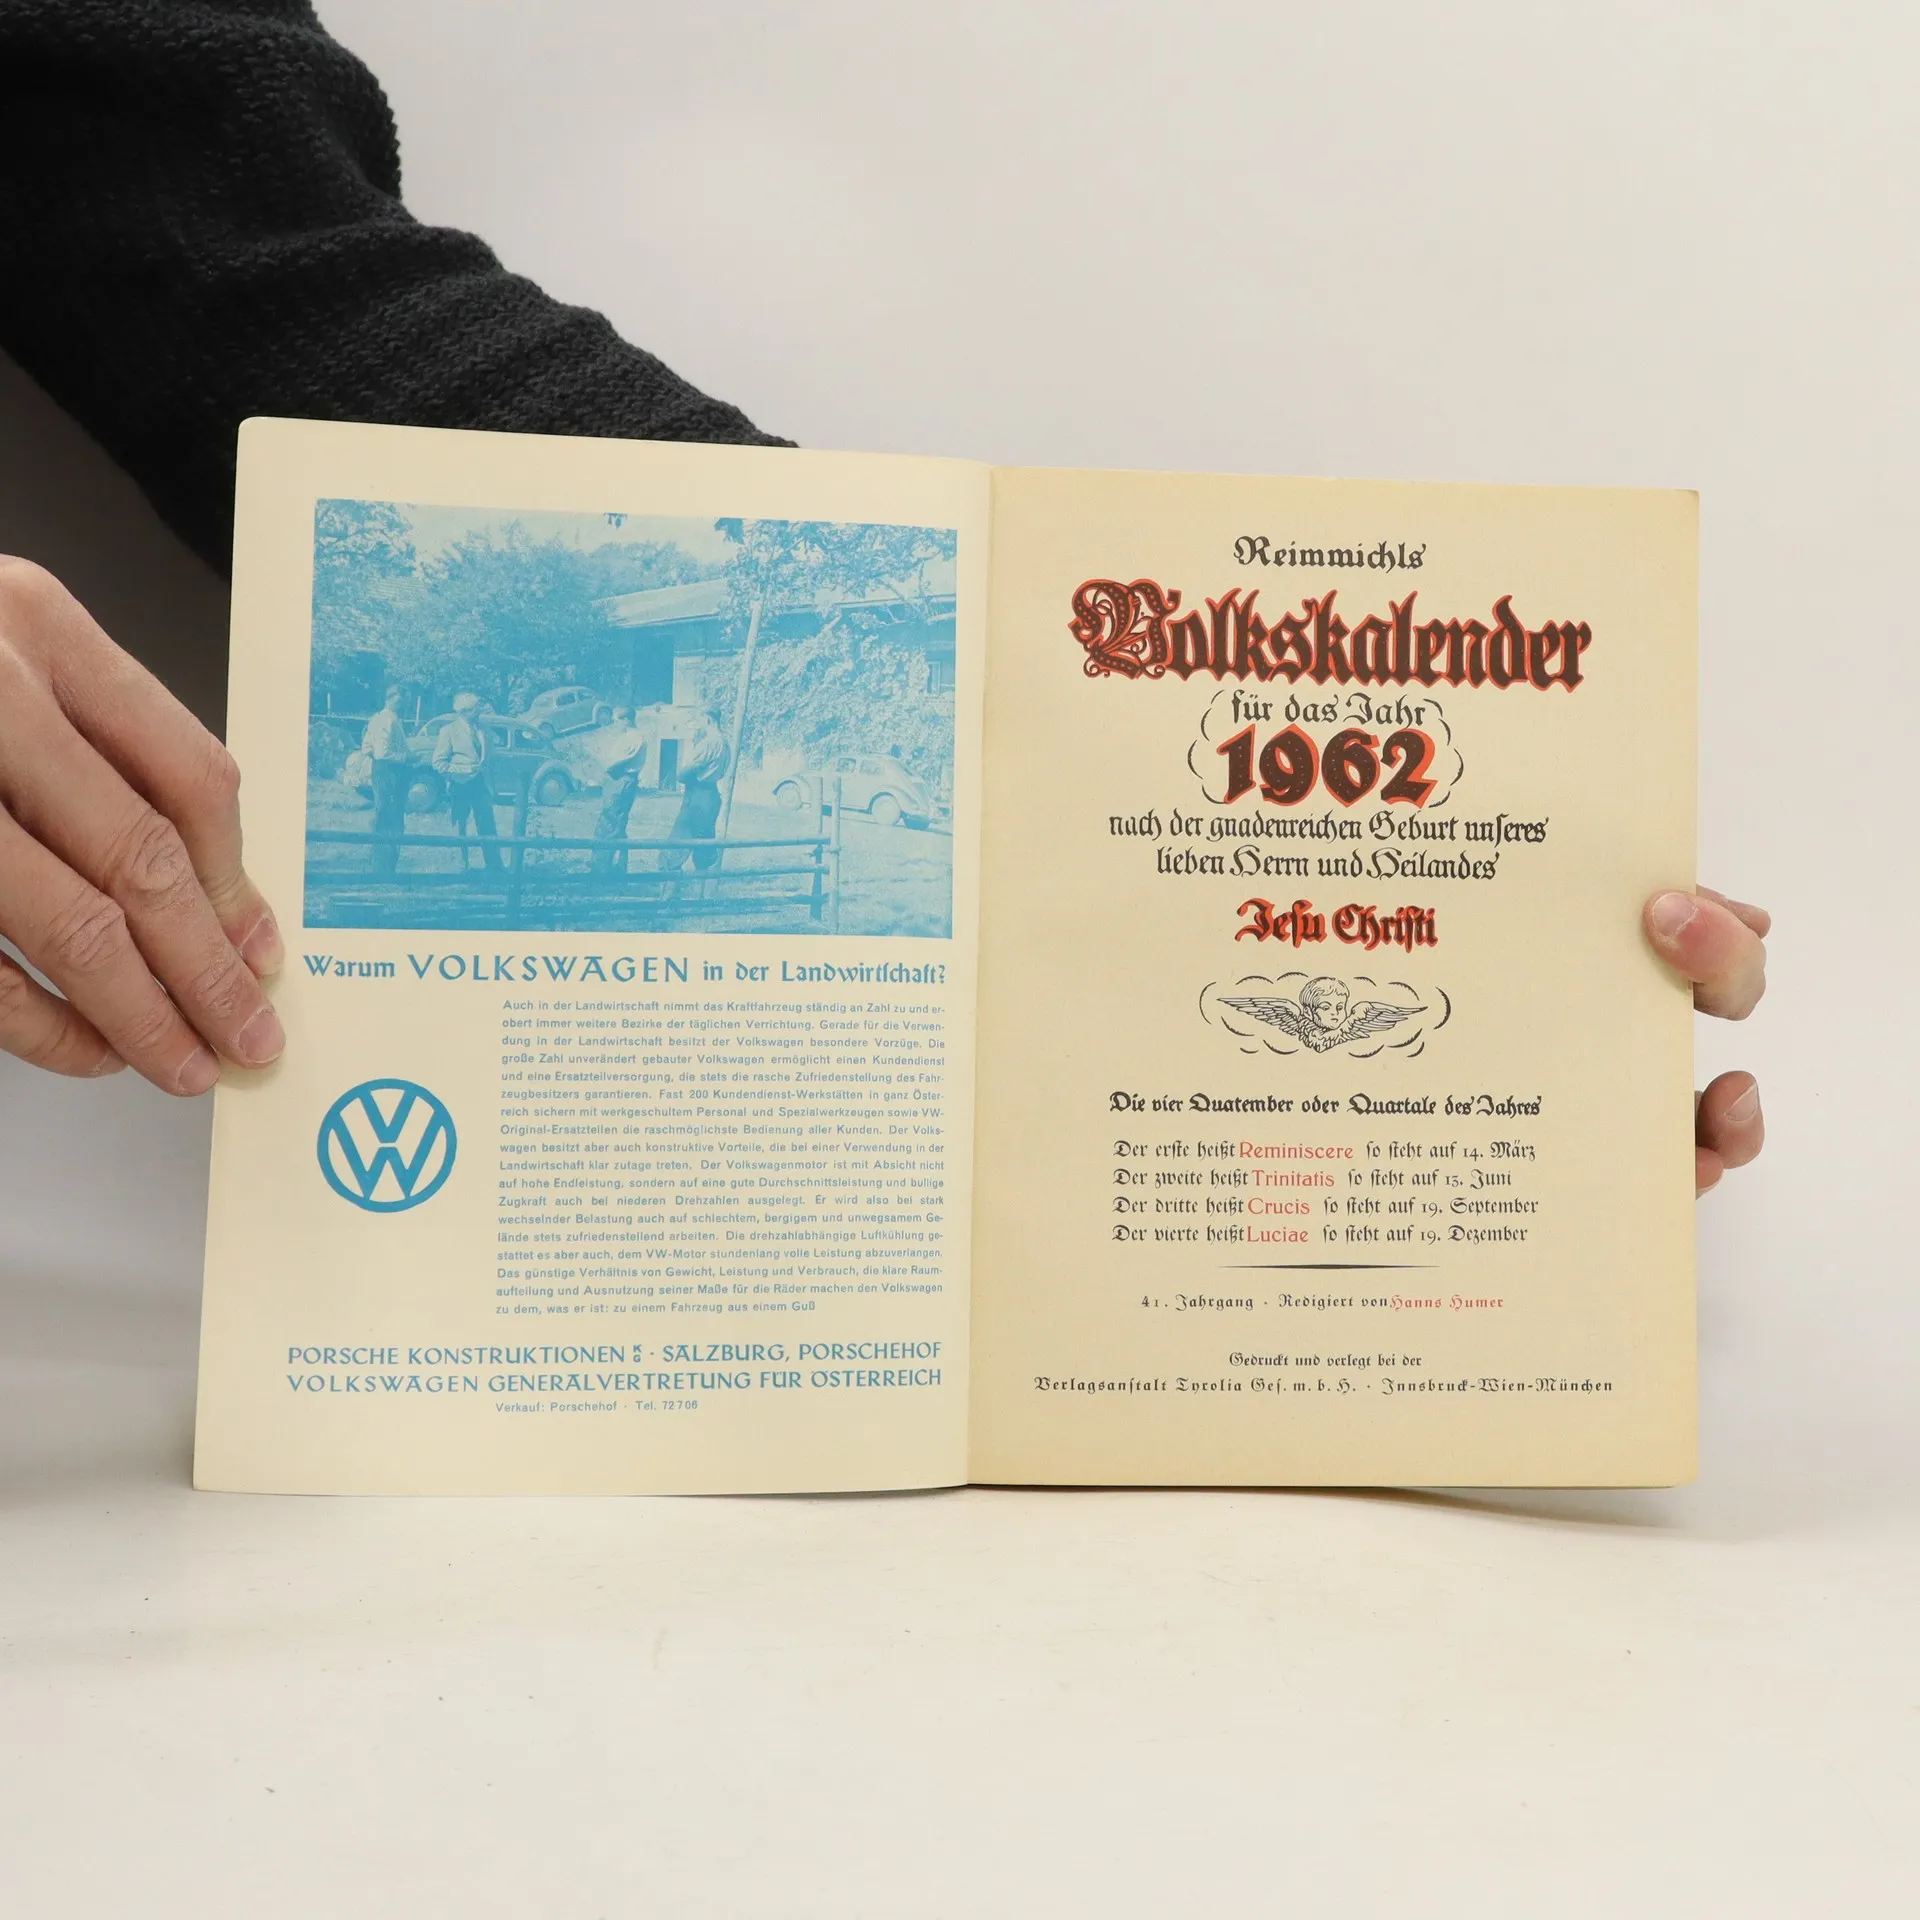 Warum VOLKSWAGEN in der Landwirtschaft?
Auch in der Landwirtschaft nimmt das Kraftfahrzeug ständig an Zahl zu und er-
obert immer weitere Bezirke der täglichen Verrichtung. Gerade für die Verwen-
dung in der Landwirtschaft besitzt der Volkswagen besondere Vorzüge. Die
große Zahl unverändert gebauter Volkswagen ermöglicht einen Kundendienst
und eine Ersatzteilversorgung, die stets die rasche Zufriedenstellung des Fahr-
zeugbesitzers garantieren. Fast 200 Kundendienst-Werkstätten in ganz Öster-
reich sichern mit werkgeschultem Personal und Spezialwerkzeugen sowie VW-
Original-Ersatzteilen die raschmöglichste Bedienung aller Kunden. Der Volks-
wagen besitzt aber auch konstruktive Vorteile, die bei einer Verwendung in der
Landwirtschaft klar zutage treten. Der Volkswagenmotor ist mit Absicht nicht
auf hohe Endleistung, sondern auf eine gute Durchschnittsleistung und bullige
Zugkraft auch bei niederen Drehzahlen ausgelegt. Er wird also bei stark
wechselnder Belastung auch auf schlechtem, bergigem und unwegsamem Ge-
lände stets zufriedenstellend arbeiten. Die drehzahlabhängige Luftkühlung ge-
stattet es aber auch, dem VW-Motor stundenlang volle Leistung abzuverlangen.
Das günstige Verhältnis von Gewicht, Leistung und Verbrauch, die klare Raum-
aufteilung und Ausnutzung seiner Maße für die Räder machen den Volkswagen
zu dem, was er ist: zu einem Fahrzeug aus einem Guß
VW
PORSCHE KONSTRUKTIONEN KG · SALZBURG, PORSCHEHOF
VOLKSWAGEN GENERALVERTRETUNG FÜR ÖSTERREICH
Verkauf: Porschehof · Tel. 72706
Reimmichls
Volkskalender
für das Jahr
1962
nach der gnadenreichen Geburt unseres
lieben Herrn und Heilandes
Jesu Christi
Die vier Quatember oder Quartale des Jahres
Der erste heißt Reminiscere so steht auf 14. März
Der zweite heißt Trinitatis so steht auf 13. Juni
Der dritte heißt Crucis so steht auf 19. September
Der vierte heißt Luciae so steht auf 19. Dezember
41. Jahrgang · Redigiert von Hanns Humer
Gedruckt und verlegt bei der
Verlagsanstalt Tyrolia Ges. m. b. H. · Innsbruck-Wien-München